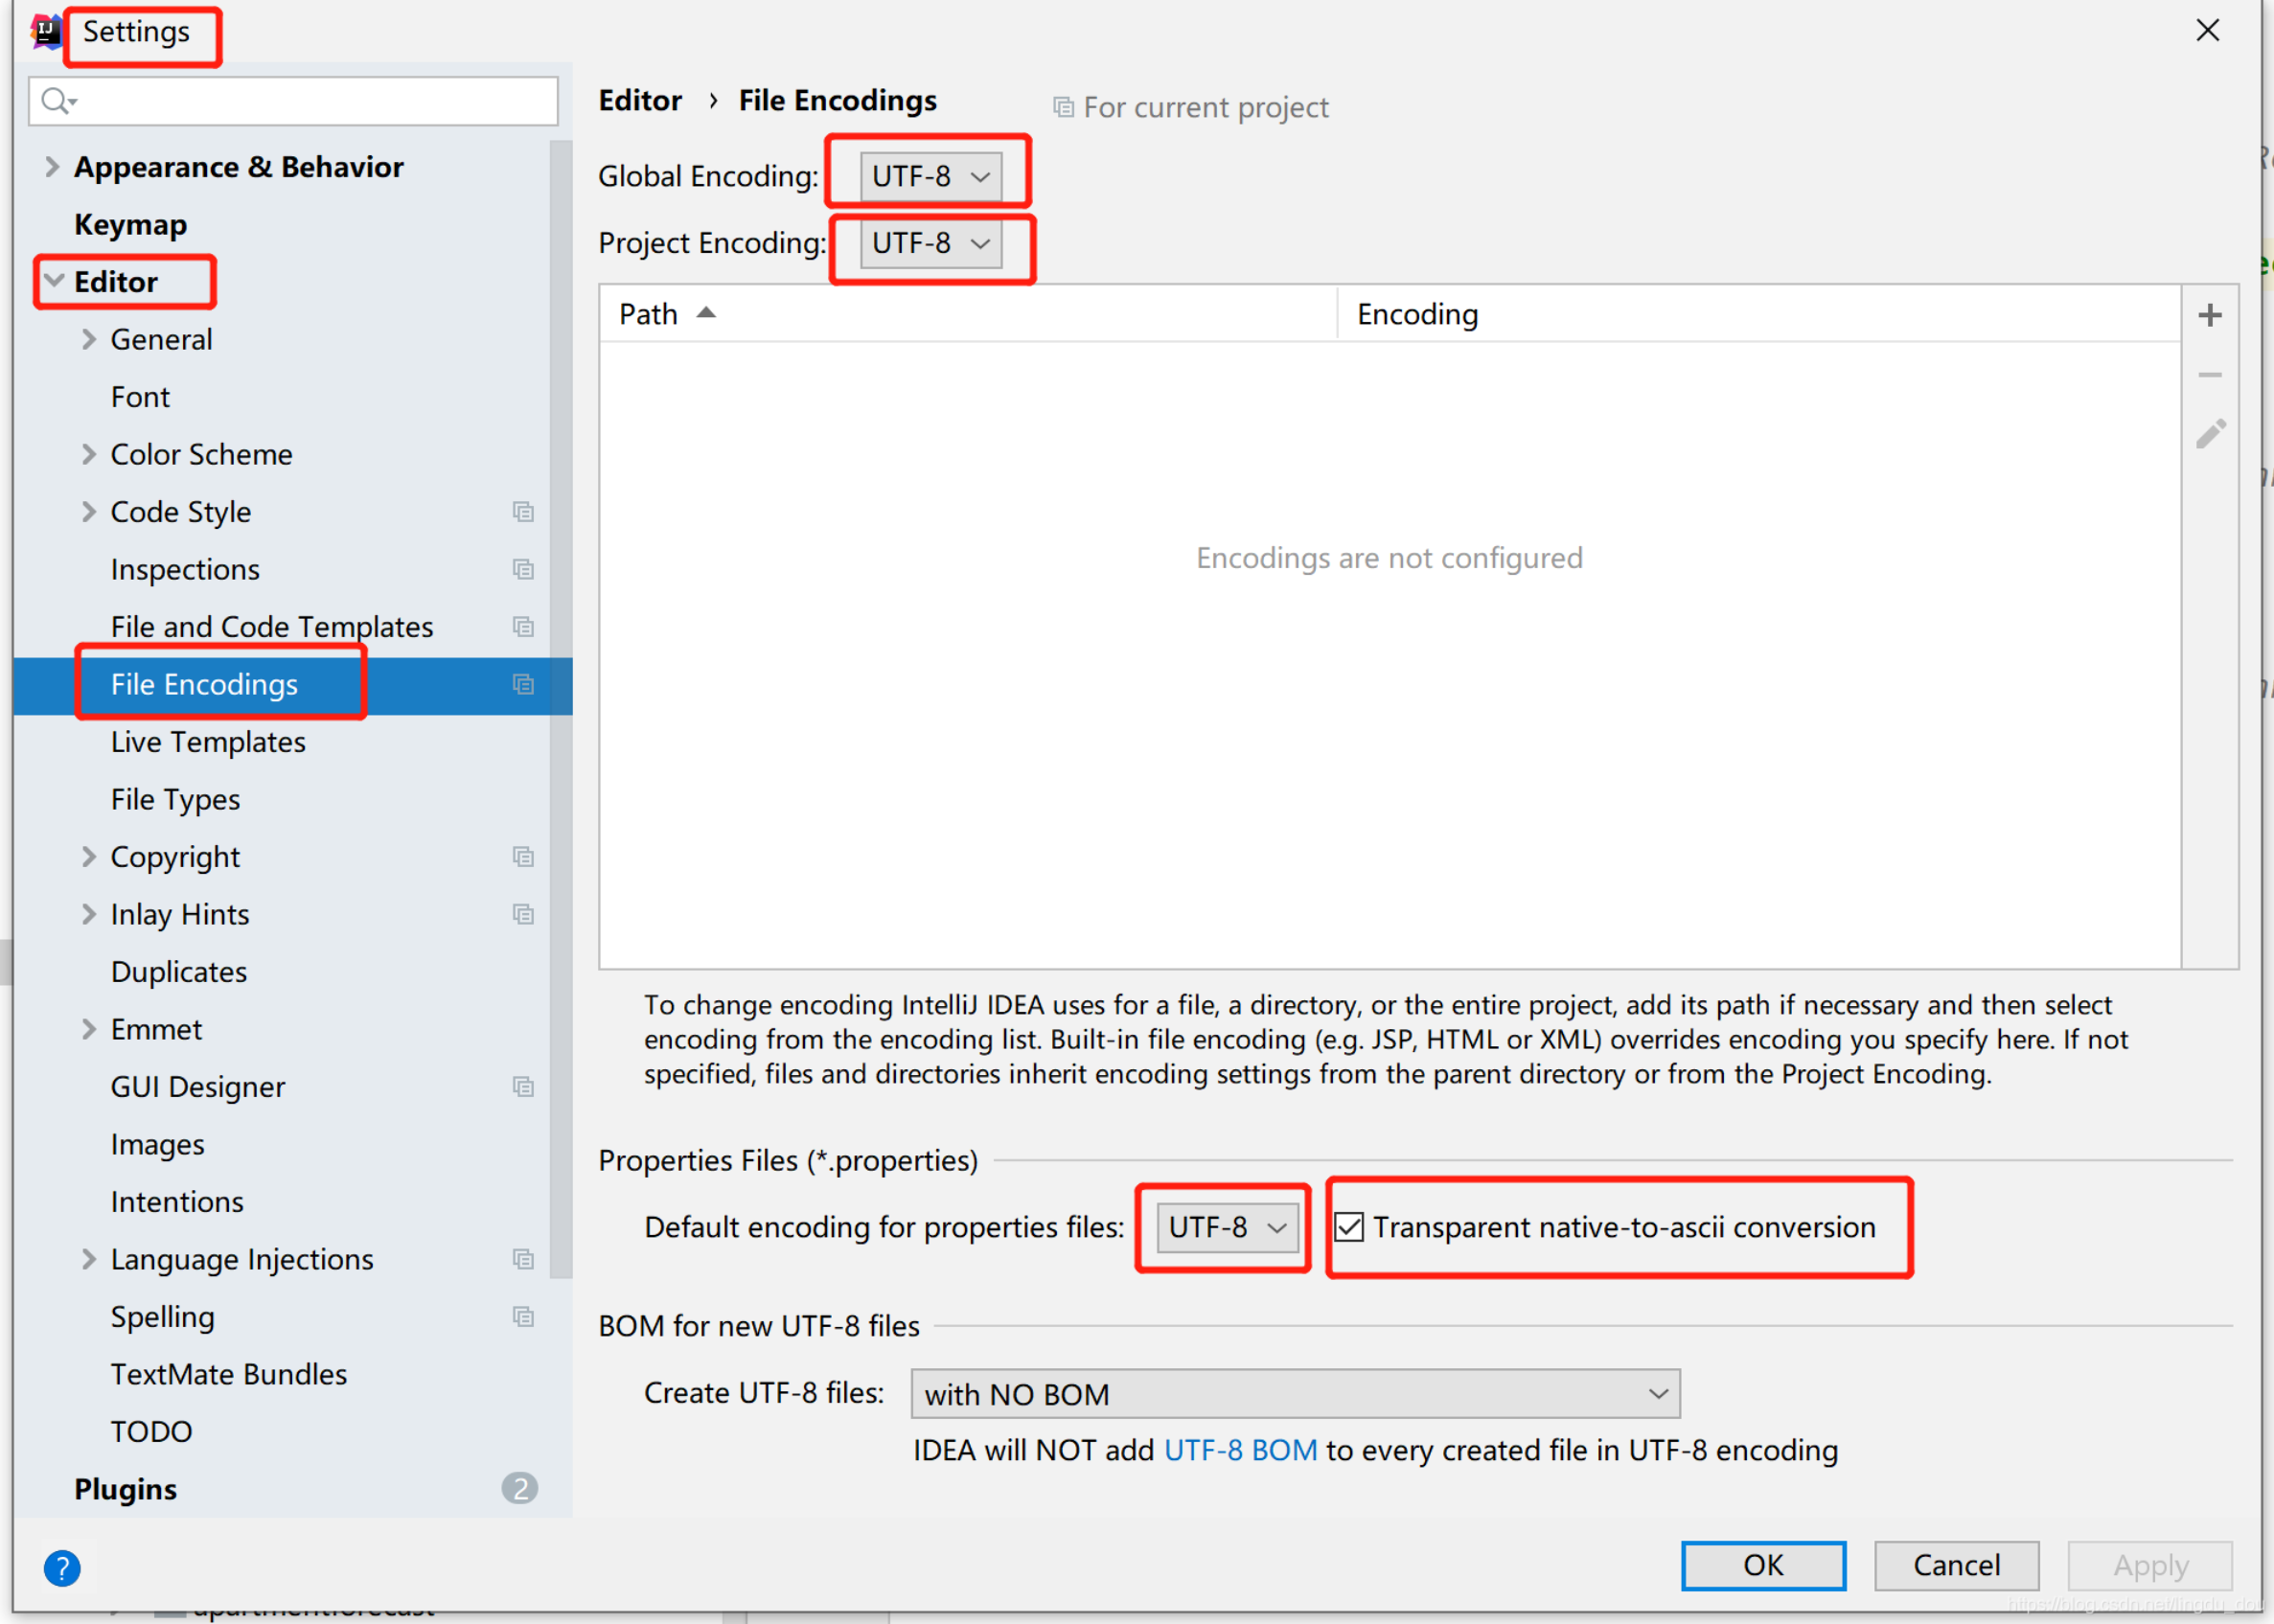 Settings
Appearance & Behavior
Keymap
Editor
General
Font
Color Scheme
Code Style
Inspections
File and Code Templates
File Encodings
Live Templates
File Types
Copyright
Inlay Hints
Duplicates
Emmet
GUI Designer
Images
Intentions
Language Injections
Spelling
TextMate Bundles
TODO
Plugins 2
Editor › File Encodings For current project
Global Encoding: UTF-8
Project Encoding: UTF-8
Path Encoding
Encodings are not configured
To change encoding IntelliJ IDEA uses for a file, a directory, or the entire project, add its path if necessary and then select
encoding from the encoding list. Built-in file encoding (e.g. JSP, HTML or XML) overrides encoding you specify here. If not
specified, files and directories inherit encoding settings from the parent directory or from the Project Encoding.
Properties Files (*.properties)
Default encoding for properties files: UTF-8 Transparent native-to-ascii conversion
BOM for new UTF-8 files
Create UTF-8 files: with NO BOM
IDEA will NOT add UTF-8 BOM to every created file in UTF-8 encoding
? OK Cancel Apply